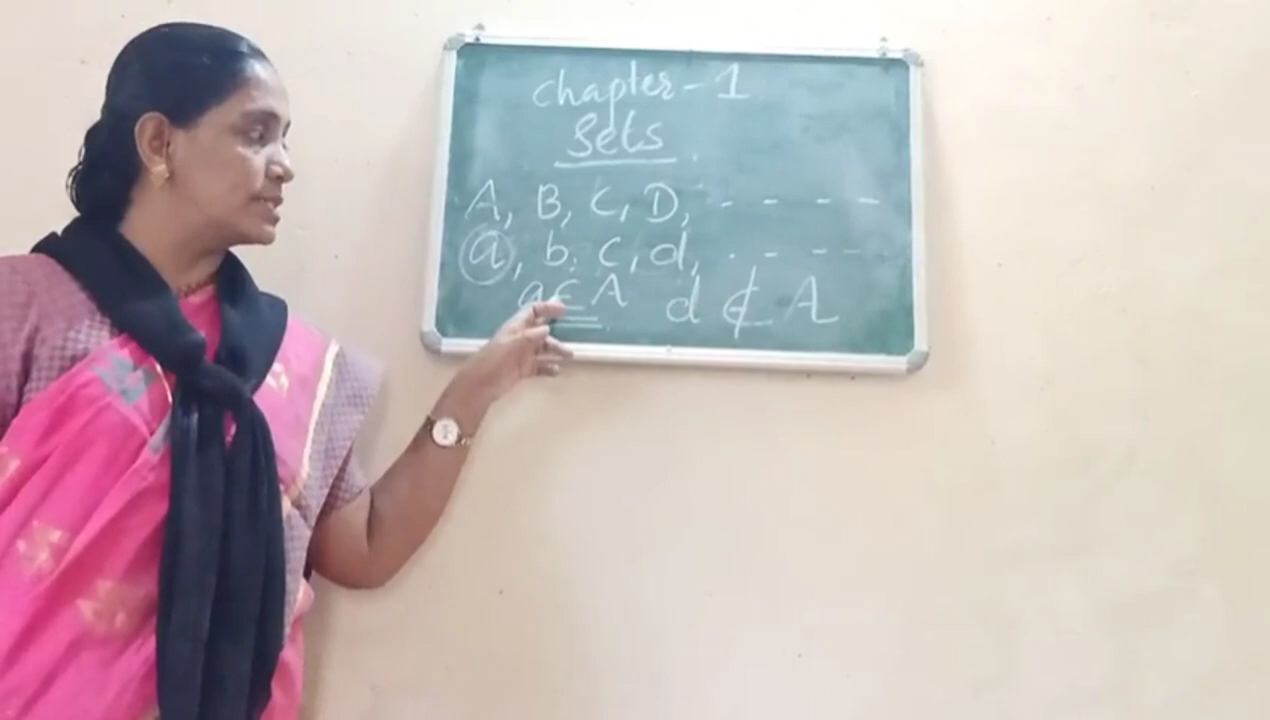 Chapter - 1
Sets
A, B, C, D, - - - -
a, b, c, d, - - - -
a ∈ A d ∉ A